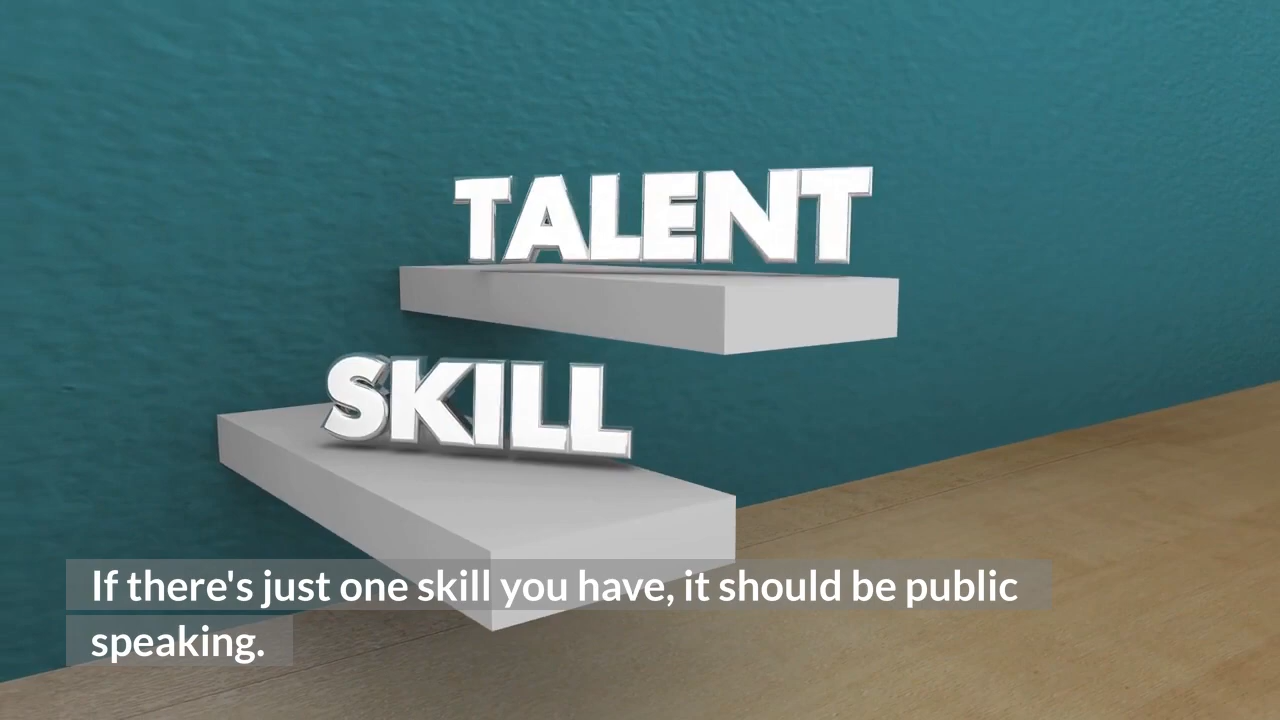 TALENT
SKILL
If there's just one skill you have, it should be public
speaking.